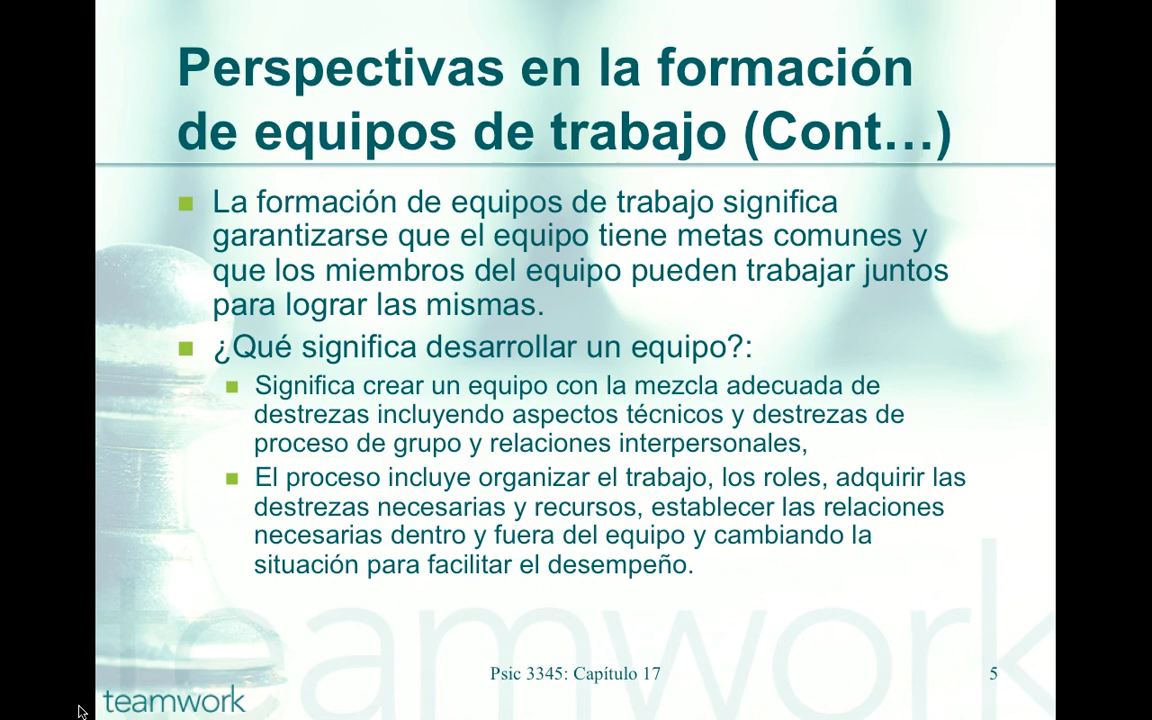 Perspectivas en la formación
de equipos de trabajo (Cont…)
La formación de equipos de trabajo significa
garantizarse que el equipo tiene metas comunes y
que los miembros del equipo pueden trabajar juntos
para lograr las mismas.
¿Qué significa desarrollar un equipo?:
Significa crear un equipo con la mezcla adecuada de
destrezas incluyendo aspectos técnicos y destrezas de
proceso de grupo y relaciones interpersonales,
El proceso incluye organizar el trabajo, los roles, adquirir las
destrezas necesarias y recursos, establecer las relaciones
necesarias dentro y fuera del equipo y cambiando la
situación para facilitar el desempeño.
teamwork
Psic 3345: Capítulo 17
5
teamwork